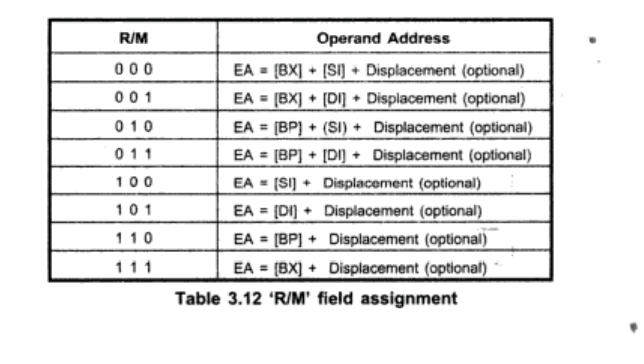 R/M Operand Address
0 0 0 EA = [BX] + [SI] + Displacement (optional)
0 0 1 EA = [BX] + [DI] + Displacement (optional)
0 1 0 EA = [BP] + (SI) + Displacement (optional)
0 1 1 EA = [BP] + [DI] + Displacement (optional)
1 0 0 EA = [SI] + Displacement (optional)
1 0 1 EA = [DI] + Displacement (optional)
1 1 0 EA = [BP] + Displacement (optional)
1 1 1 EA = [BX] + Displacement (optional)
Table 3.12 'R/M' field assignment